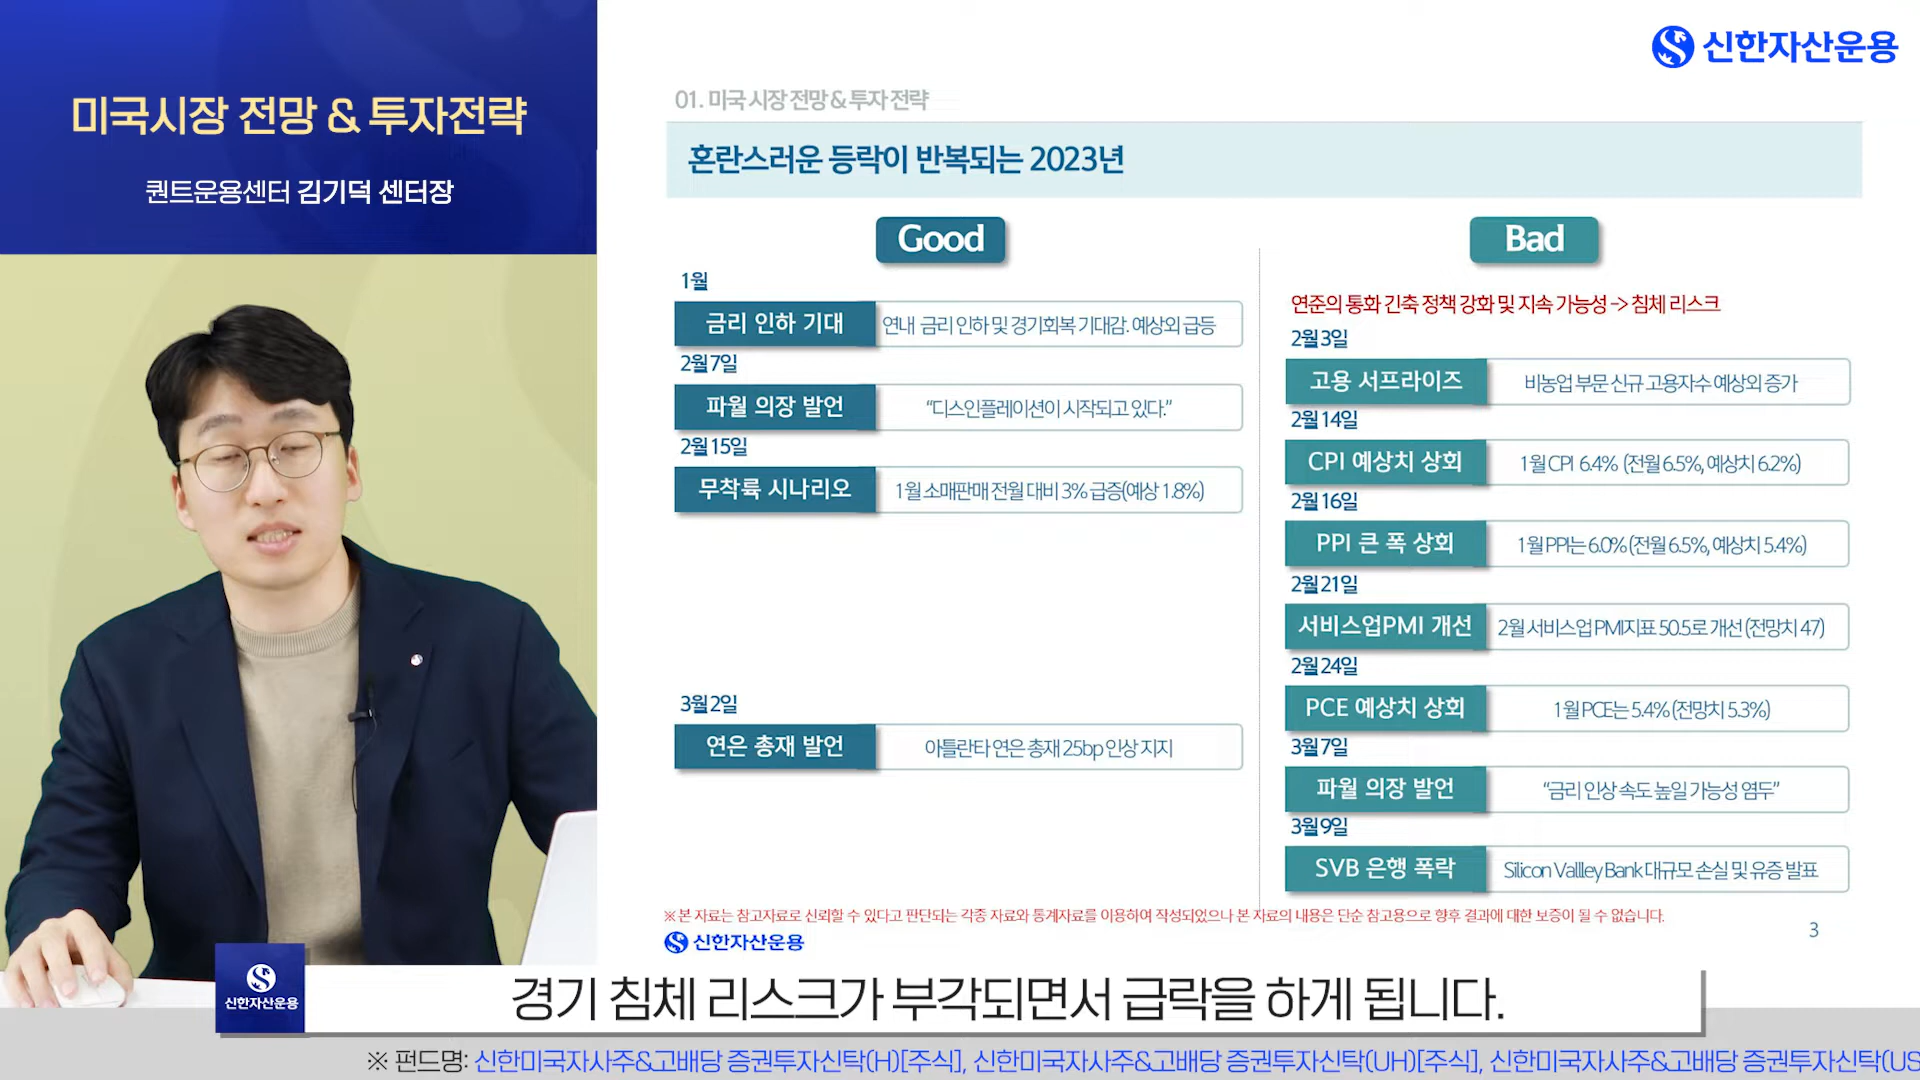 미국시장 전망 & 투자전략
퀀트운용센터 김기덕 센터장
신한자산운용
01. 미국 시장 전망 & 투자 전략
혼란스러운 등락이 반복되는 2023년
Good
1월
금리 인하 기대
연내 금리 인하 및 경기회복 기대감. 예상외 급등
2월7일
파월 의장 발언
“디스인플레이션이 시작되고 있다.”
2월15일
무착륙 시나리오
1월 소매판매 전월 대비 3% 급증(예상 1.8%)
3월2일
연은 총재 발언
아틀란타 연은 총재 25bp 인상 지지
Bad
연준의 통화 긴축 정책 강화 및 지속 가능성 -> 침체 리스크
2월3일
고용 서프라이즈
비농업 부문 신규 고용자수 예상외 증가
2월14일
CPI 예상치 상회
1월 CPI 6.4% (전월 6.5%, 예상치 6.2%)
2월16일
PPI 큰 폭 상회
1월 PPI는 6.0% (전월 6.5%, 예상치 5.4%)
2월21일
서비스업PMI 개선
2월 서비스업 PMI지표 50.5로 개선 (전망치 47)
2월24일
PCE 예상치 상회
1월 PCE는 5.4% (전망치 5.3%)
3월7일
파월 의장 발언
“금리 인상 속도 높일 가능성 염두”
3월9일
SVB 은행 폭락
Silicon Vallley Bank 대규모 손실 및 유증 발표
※ 본 자료는 참고자료로 신뢰할 수 있다고 판단되는 각종 자료와 통계자료를 이용하여 작성되었으나 본 자료의 내용은 단순 참고용으로 향후 결과에 대한 보증이 될 수 없습니다.
신한자산운용
3
신한자산운용
경기 침체 리스크가 부각되면서 급락을 하게 됩니다.
※ 펀드명: 신한미국자사주&고배당 증권투자신탁(H)[주식], 신한미국자사주&고배당 증권투자신탁(UH)[주식], 신한미국자사주&고배당 증권투자신탁(US